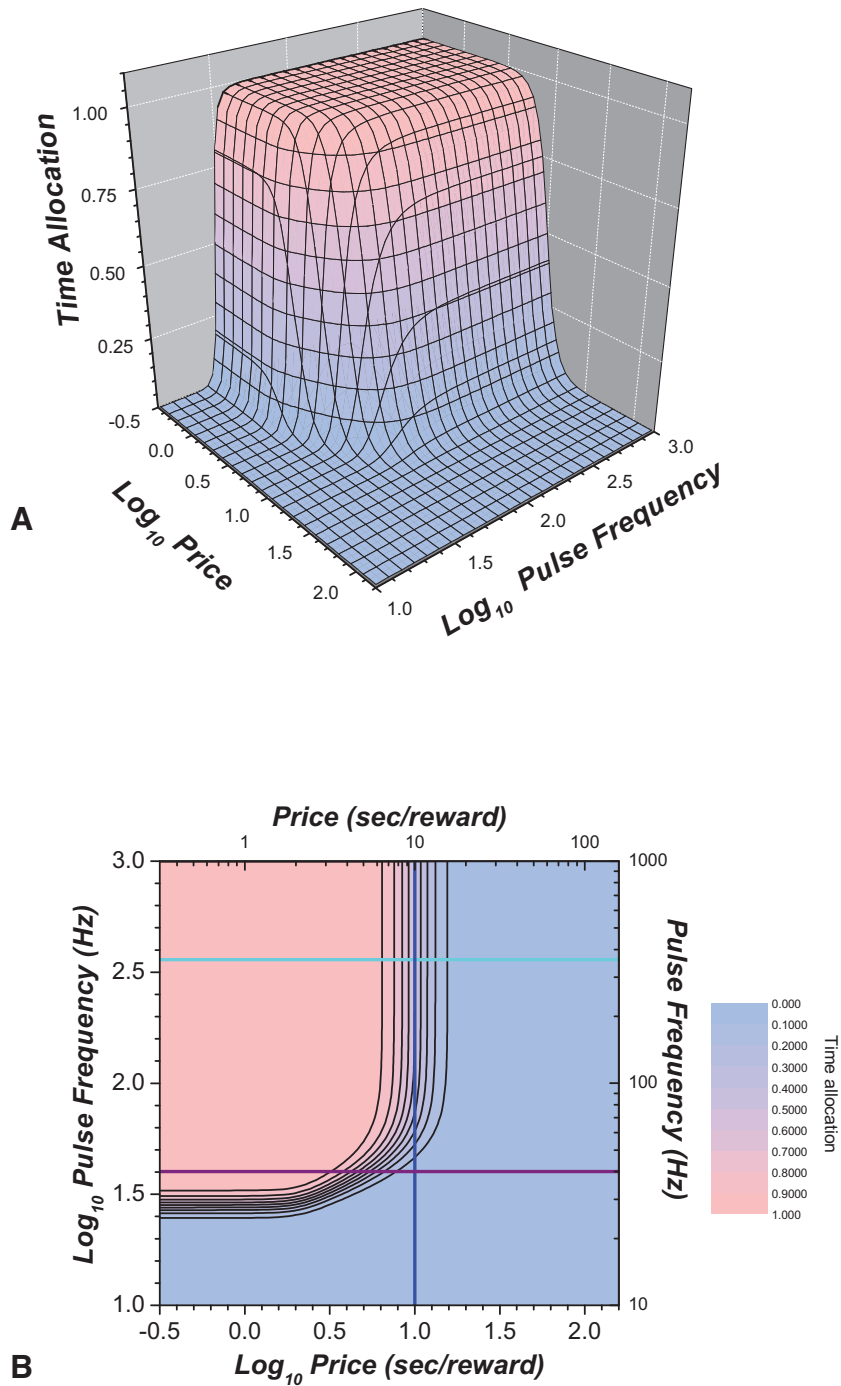 Time Allocation
1.00
0.75
0.50
0.25
-0.5
0.0
0.5
1.0
1.5
2.0
Log10 Price
1.0
1.5
2.0
2.5
3.0
Log10 Pulse Frequency
A
Price (sec/reward)
1 10 100
3.0
2.5
2.0
1.5
1.0
Log10 Pulse Frequency (Hz)
1000
100
10
Pulse Frequency (Hz)
-0.5 0.0 0.5 1.0 1.5 2.0
Log10 Price (sec/reward)
0.000
0.1000
0.2000
0.3000
0.4000
0.5000
0.6000
0.7000
0.8000
0.9000
1.000
Time allocation
B